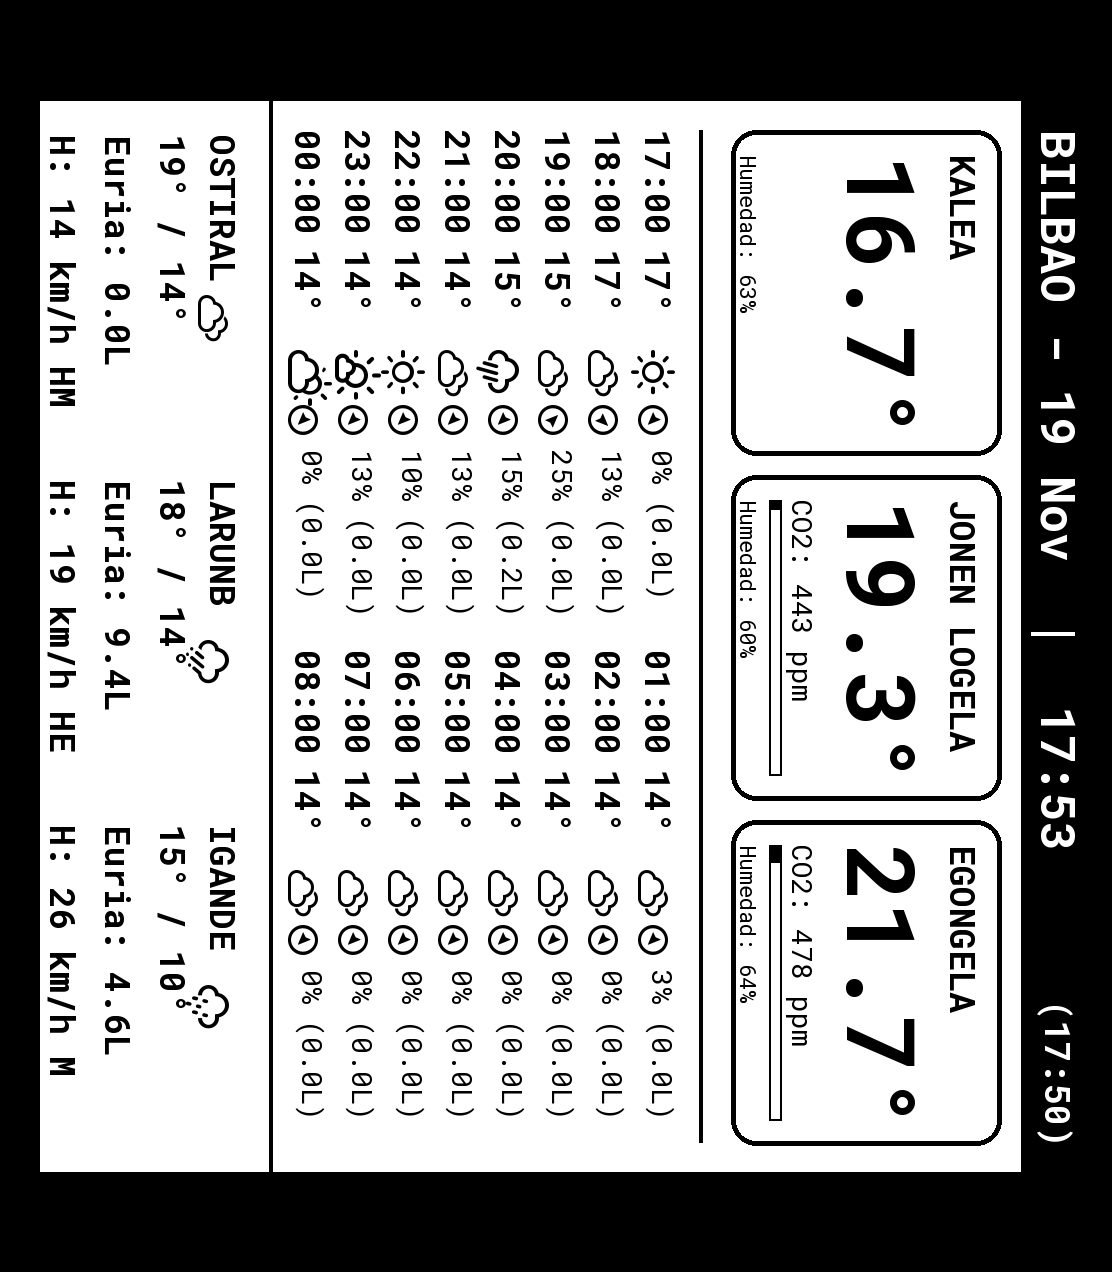 BILBAO - 19 Nov | 17:53 (17:50)
KALEA
16.7°
Humedad: 63%
JONEN LOGELA
19.3°
CO2: 443 ppm
Humedad: 60%
EGONGELA
21.7°
CO2: 478 ppm
Humedad: 64%
17:00 17° 0% (0.0L)
18:00 17° 13% (0.0L)
19:00 15° 25% (0.0L)
20:00 15° 15% (0.2L)
21:00 14° 13% (0.0L)
22:00 14° 10% (0.0L)
23:00 14° 13% (0.0L)
00:00 14° 0% (0.0L)
01:00 14° 3% (0.0L)
02:00 14° 0% (0.0L)
03:00 14° 0% (0.0L)
04:00 14° 0% (0.0L)
05:00 14° 0% (0.0L)
06:00 14° 0% (0.0L)
07:00 14° 0% (0.0L)
08:00 14° 0% (0.0L)
OSTIRAL
19° / 14°
Euria: 0.0L
H: 14 km/h HM
LARUNB
18° / 14°
Euria: 9.4L
H: 19 km/h HE
IGANDE
15° / 10°
Euria: 4.6L
H: 26 km/h M